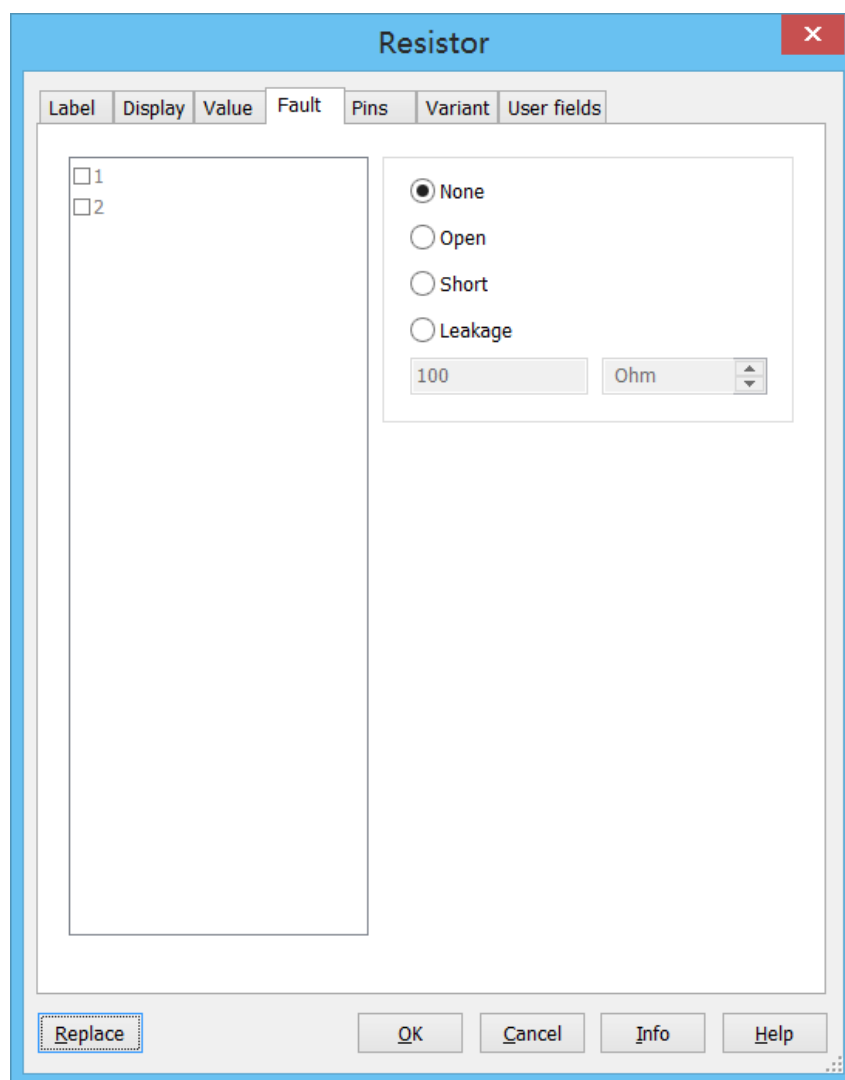 Resistor
Label Display Value Fault Pins Variant User fields
1
2
None
Open
Short
Leakage
100 Ohm
Replace OK Cancel Info Help